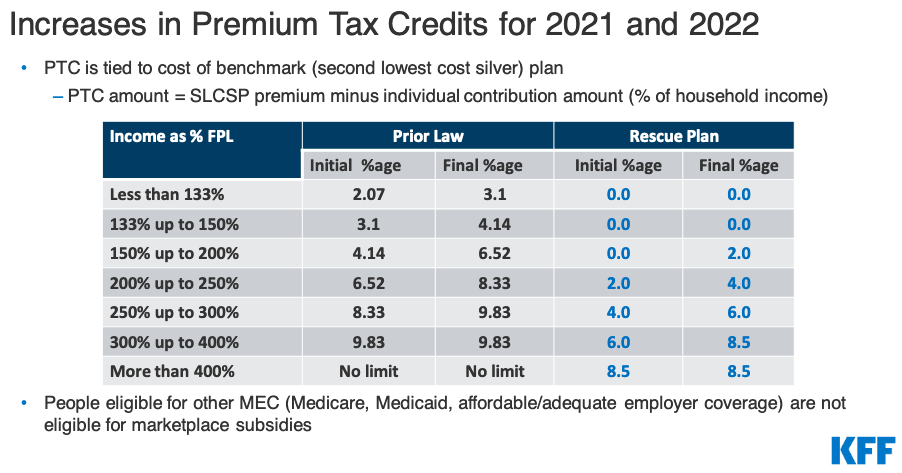 Increases in Premium Tax Credits for 2021 and 2022
• PTC is tied to cost of benchmark (second lowest cost silver) plan
– PTC amount = SLCSP premium minus individual contribution amount (% of household income)
Income as % FPL Prior Law Rescue Plan
Initial %age Final %age Initial %age Final %age
Less than 133% 2.07 3.1 0.0 0.0
133% up to 150% 3.1 4.14 0.0 0.0
150% up to 200% 4.14 6.52 0.0 2.0
200% up to 250% 6.52 8.33 2.0 4.0
250% up to 300% 8.33 9.83 4.0 6.0
300% up to 400% 9.83 9.83 6.0 8.5
More than 400% No limit No limit 8.5 8.5
• People eligible for other MEC (Medicare, Medicaid, affordable/adequate employer coverage) are not
eligible for marketplace subsidies
KFF